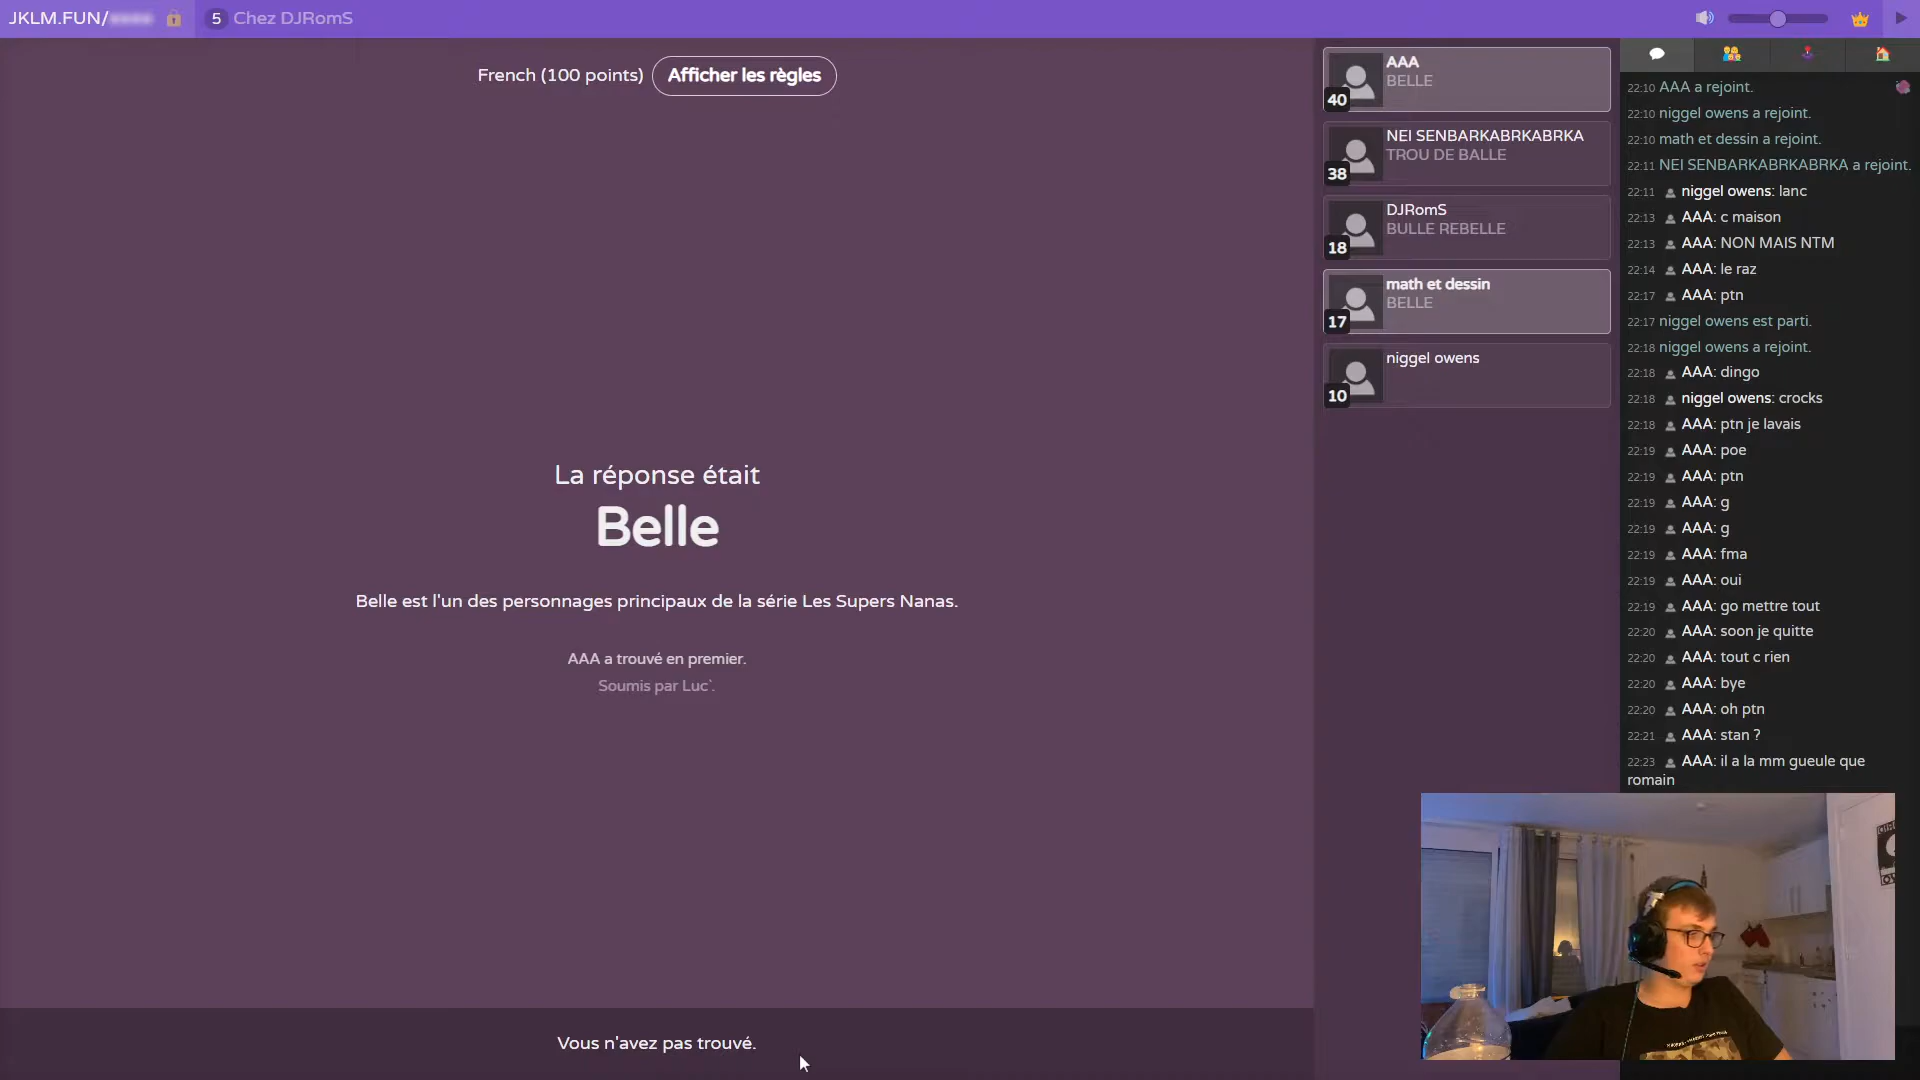 JKLM.FUN/
5 Chez DJRomS
French (100 points) Afficher les règles
La réponse était
Belle
Belle est l'un des personnages principaux de la série Les Supers Nanas.
AAA a trouvé en premier.
Soumis par Luc`.
Vous n'avez pas trouvé.
AAA
BELLE
40
NEI SENBARKABRKABRKA
TROU DE BALLE
38
DJRomS
BULLE REBELLE
18
math et dessin
BELLE
17
niggel owens
10
22:10 AAA a rejoint.
22:10 niggel owens a rejoint.
22:10 math et dessin a rejoint.
22:11 NEI SENBARKABRKABRKA a rejoint.
22:11 niggel owens: lanc
22:13 AAA: c maison
22:13 AAA: NON MAIS NTM
22:14 AAA: le raz
22:17 AAA: ptn
22:17 niggel owens est parti.
22:18 niggel owens a rejoint.
22:18 AAA: dingo
22:18 niggel owens: crocks
22:18 AAA: ptn je lavais
22:19 AAA: poe
22:19 AAA: ptn
22:19 AAA: g
22:19 AAA: g
22:19 AAA: fma
22:19 AAA: oui
22:19 AAA: go mettre tout
22:20 AAA: soon je quitte
22:20 AAA: tout c rien
22:20 AAA: bye
22:20 AAA: oh ptn
22:21 AAA: stan ?
22:23 AAA: il a la mm gueule que
romain